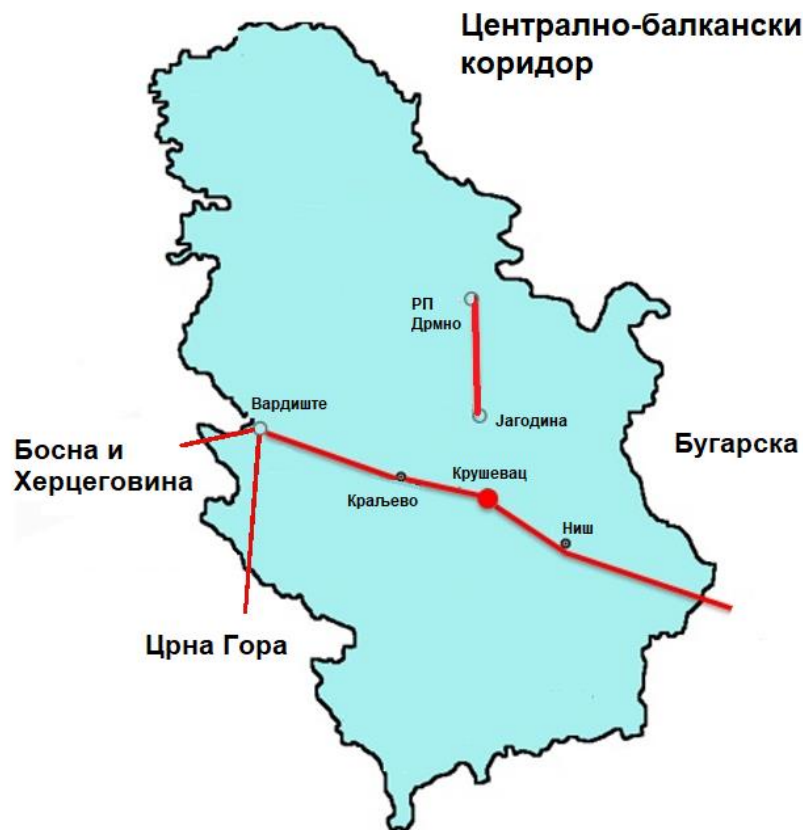 Централно-балкански
коридор
РП
Дрмно
Вардиште
Јагодина
Босна и
Херцеговина
Бугарска
Крушевац
Краљево
Ниш
Црна Гора